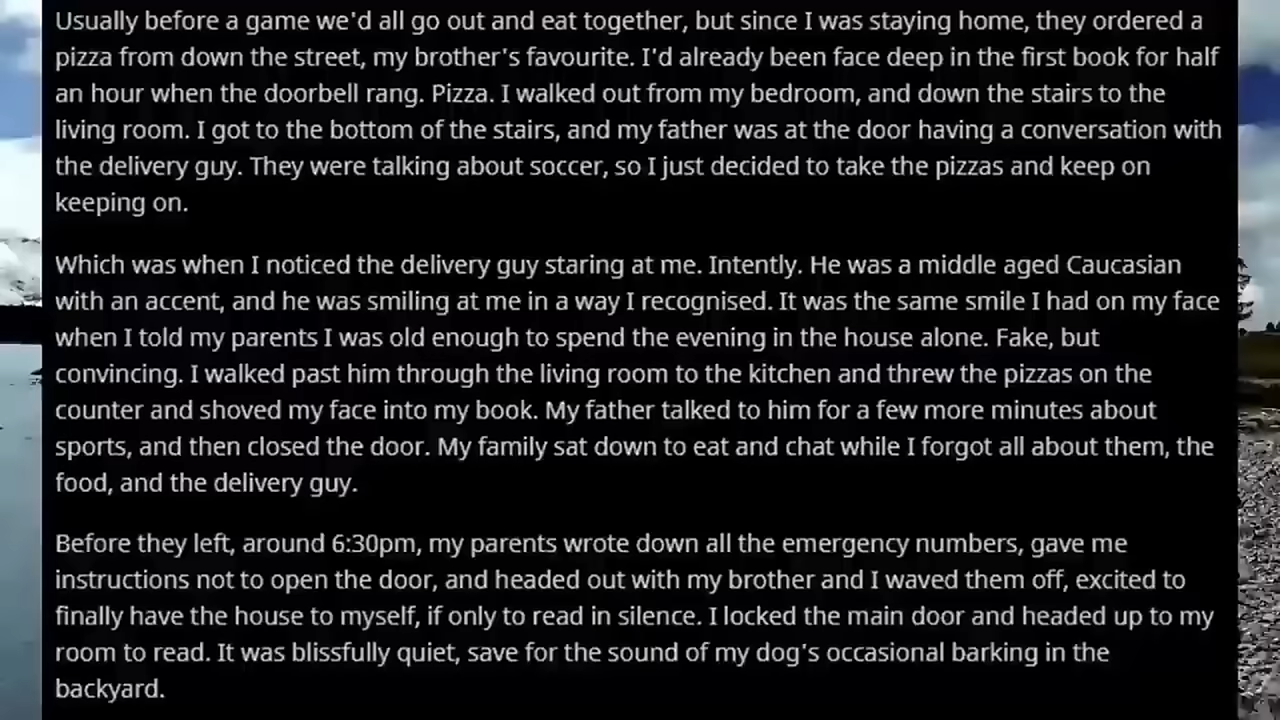 Usually before a game we'd all go out and eat together, but since I was staying home, they ordered a
pizza from down the street, my brother's favourite. I'd already been face deep in the first book for half
an hour when the doorbell rang. Pizza. I walked out from my bedroom, and down the stairs to the
living room. I got to the bottom of the stairs, and my father was at the door having a conversation with
the delivery guy. They were talking about soccer, so I just decided to take the pizzas and keep on
keeping on.
Which was when I noticed the delivery guy staring at me. Intently. He was a middle aged Caucasian
with an accent, and he was smiling at me in a way I recognised. It was the same smile I had on my face
when I told my parents I was old enough to spend the evening in the house alone. Fake, but
convincing. I walked past him through the living room to the kitchen and threw the pizzas on the
counter and shoved my face into my book. My father talked to him for a few more minutes about
sports, and then closed the door. My family sat down to eat and chat while I forgot all about them, the
food, and the delivery guy.
Before they left, around 6:30pm, my parents wrote down all the emergency numbers, gave me
instructions not to open the door, and headed out with my brother and I waved them off, excited to
finally have the house to myself, if only to read in silence. I locked the main door and headed up to my
room to read. It was blissfully quiet, save for the sound of my dog's occasional barking in the
backyard.